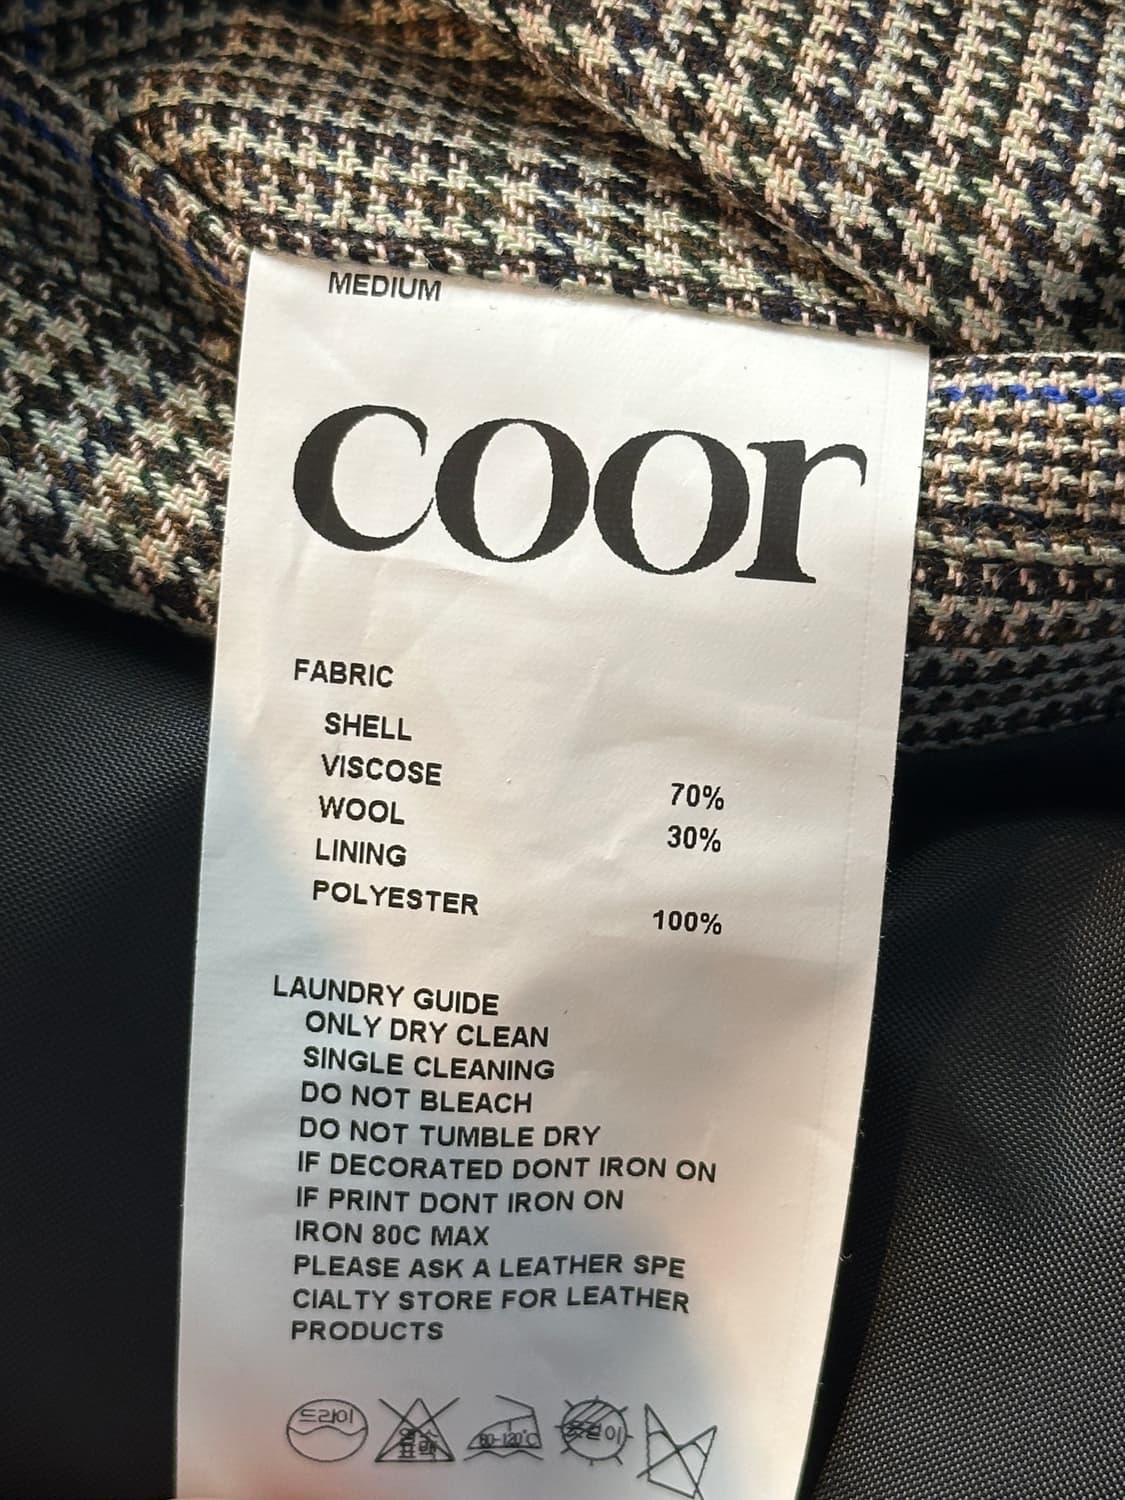 MEDIUM
coor
FABRIC
SHELL
VISCOSE 70%
WOOL 30%
LINING
POLYESTER 100%
LAUNDRY GUIDE
ONLY DRY CLEAN
SINGLE CLEANING
DO NOT BLEACH
DO NOT TUMBLE DRY
IF DECORATED DONT IRON ON
IF PRINT DONT IRON ON
IRON 80C MAX
PLEASE ASK A LEATHER SPE
CIALTY STORE FOR LEATHER
PRODUCTS
드라이 80-120°C